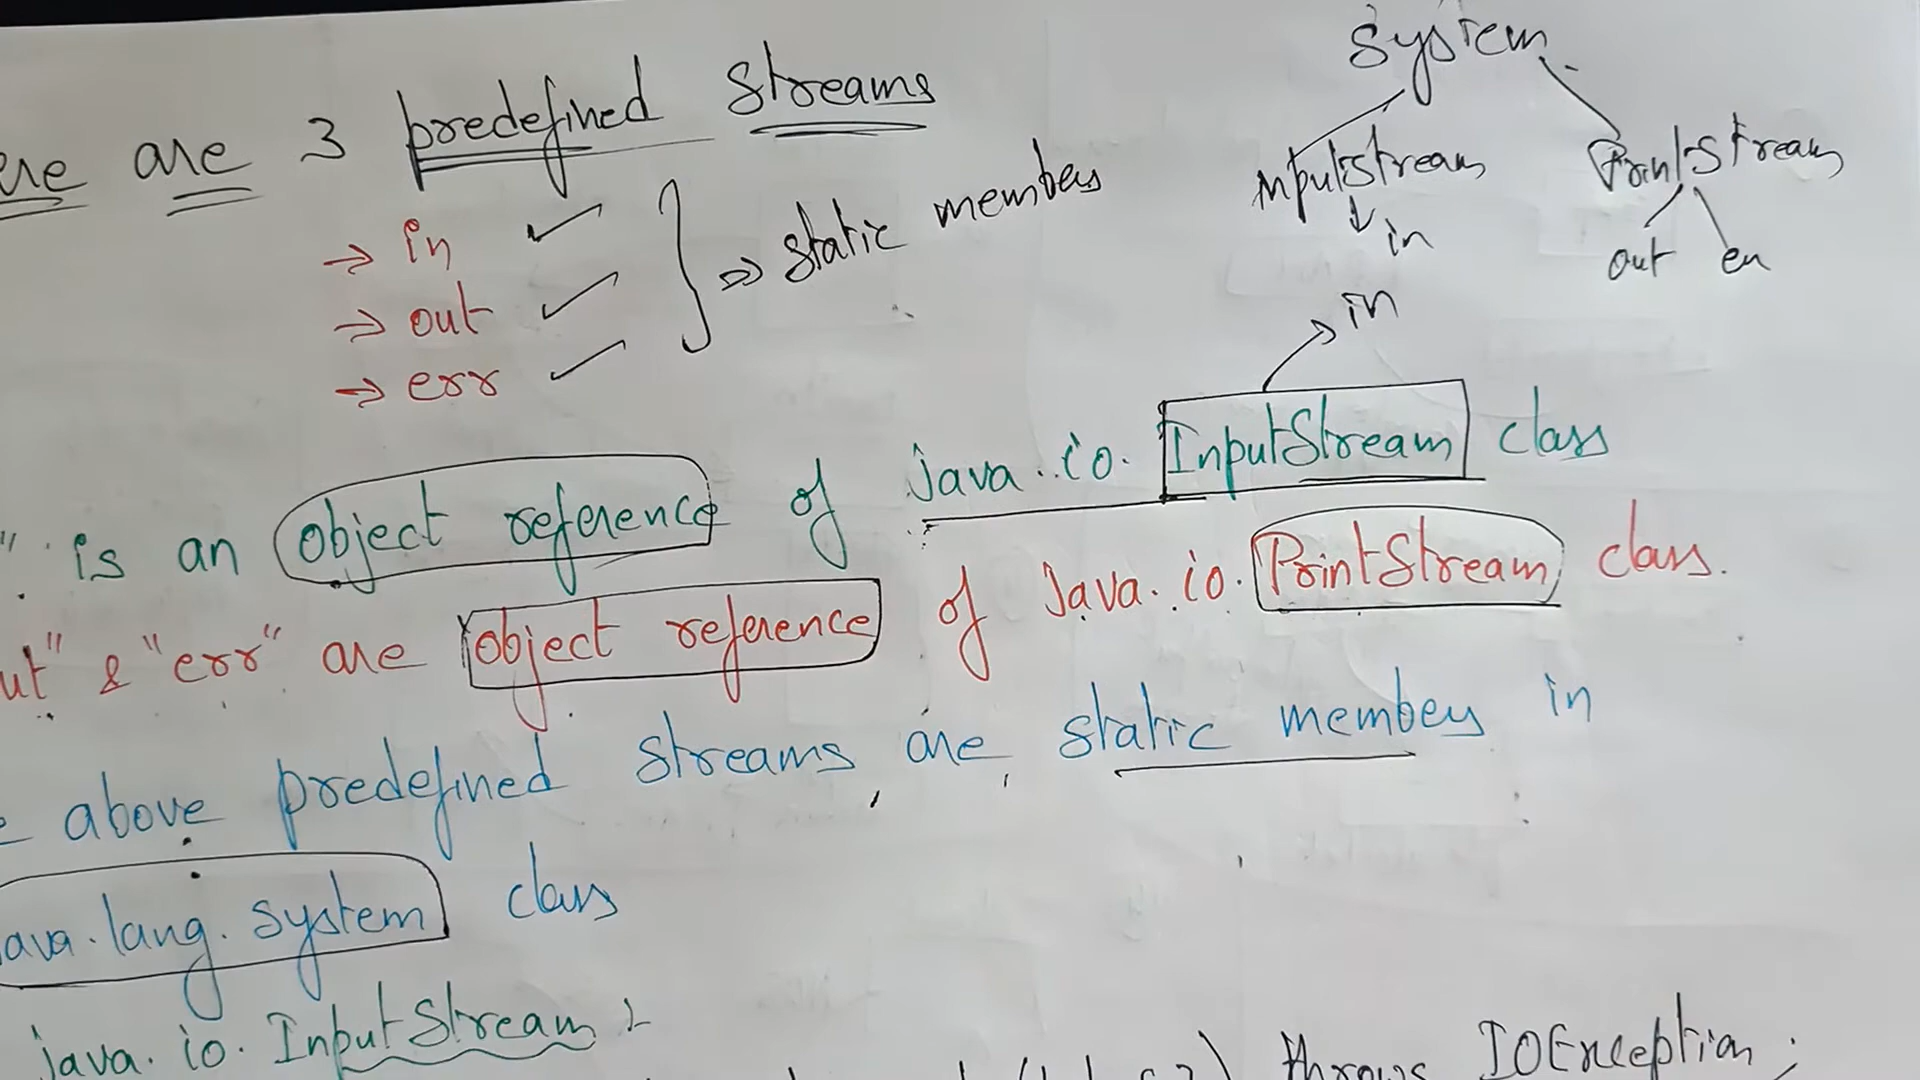 are 3 predefined Streams
→ in ✓
→ out ✓
→ err ✓
⇒ static members
System
Inputstream PrintStream
↓ in out err
→ in
" is an object reference of java.io. InputStream class
ut" & "err" are object reference of java.io. PrintStream class.
above predefined streams are static members in
ava.lang.system class
java.io. InputStream :-
throws IOException ;